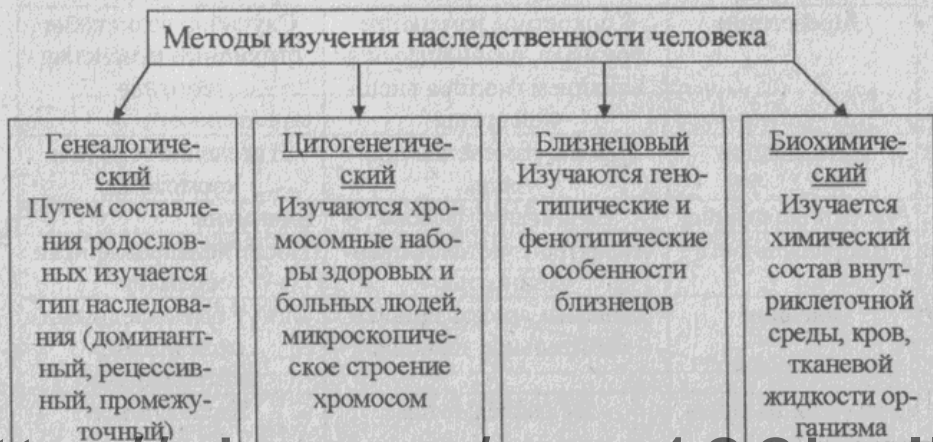 Методы изучения наследственности человека
Генеалогиче-
ский
Путем составле-
ния родослов-
ных изучается
тип наследова-
ния (доминант-
ный, рецессив-
ный, промежу-
точный)
Цитогенетиче-
ский
Изучаются хро-
мосомные набо-
ры здоровых и
больных людей,
микроскопиче-
ское строение
хромосом
Близнецовый
Изучаются гено-
типические и
фенотипические
особенности
близнецов
Биохимиче-
ский
Изучается
химический
состав внут-
риклеточной
среды, кров,
тканевой
жидкости ор-
ганизма